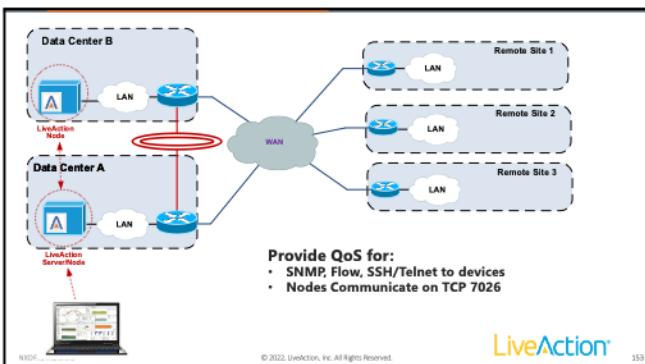 Data Center B
LAN
LiveAction
Node
Data Center A
LAN
LiveAction
Server/Node
WAN
Remote Site 1
LAN
Remote Site 2
LAN
Remote Site 3
LAN
Provide QoS for:
• SNMP, Flow, SSH/Telnet to devices
• Nodes Communicate on TCP 7026
© 2022, LiveAction, Inc. All Rights Reserved.
LiveAction
153